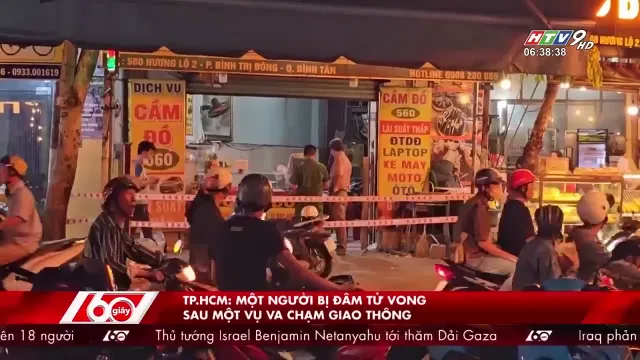 HTV9 HD
06:38:38
560 HƯƠNG LỘ 2 - P. BÌNH TRỊ ĐÔNG - Q. BÌNH TÂN
HOTLINE 0908 280
0933.001619
DỊCH VỤ
CẦM
ĐỒ
560
CẦM ĐỒ
560
LÃI SUẤT THẤP
ĐTDĐ
LAPTOP
XE MÁY
MOTO
ÔTÔ
60 giây
TP.HCM: MỘT NGƯỜI BỊ ĐÂM TỬ VONG
SAU MỘT VỤ VA CHẠM GIAO THÔNG
ên 18 người
Thủ tướng Israel Benjamin Netanyahu tới thăm Dải Gaza
Iraq phản